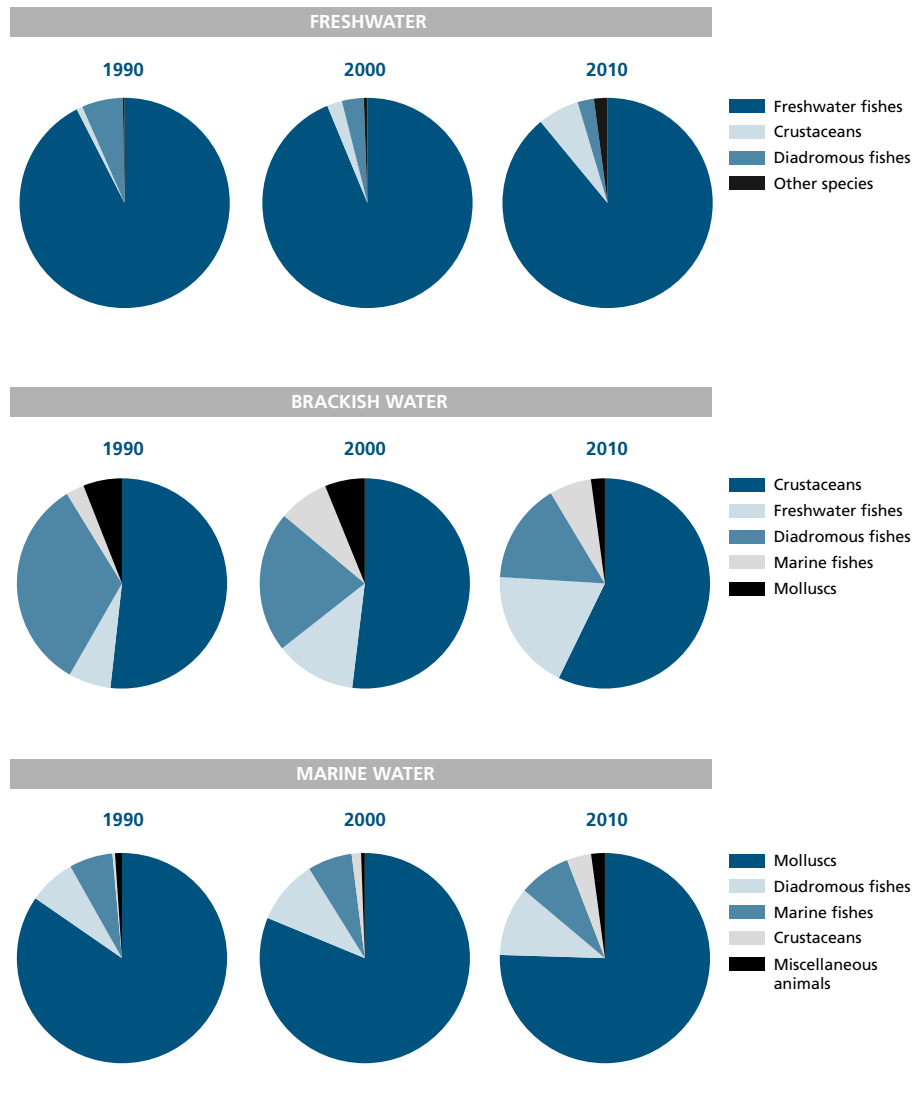 FRESHWATER
1990
2000
2010
Freshwater fishes
Crustaceans
Diadromous fishes
Other species
BRACKISH WATER
1990
2000
2010
Crustaceans
Freshwater fishes
Diadromous fishes
Marine fishes
Molluscs
MARINE WATER
1990
2000
2010
Molluscs
Diadromous fishes
Marine fishes
Crustaceans
Miscellaneous
animals